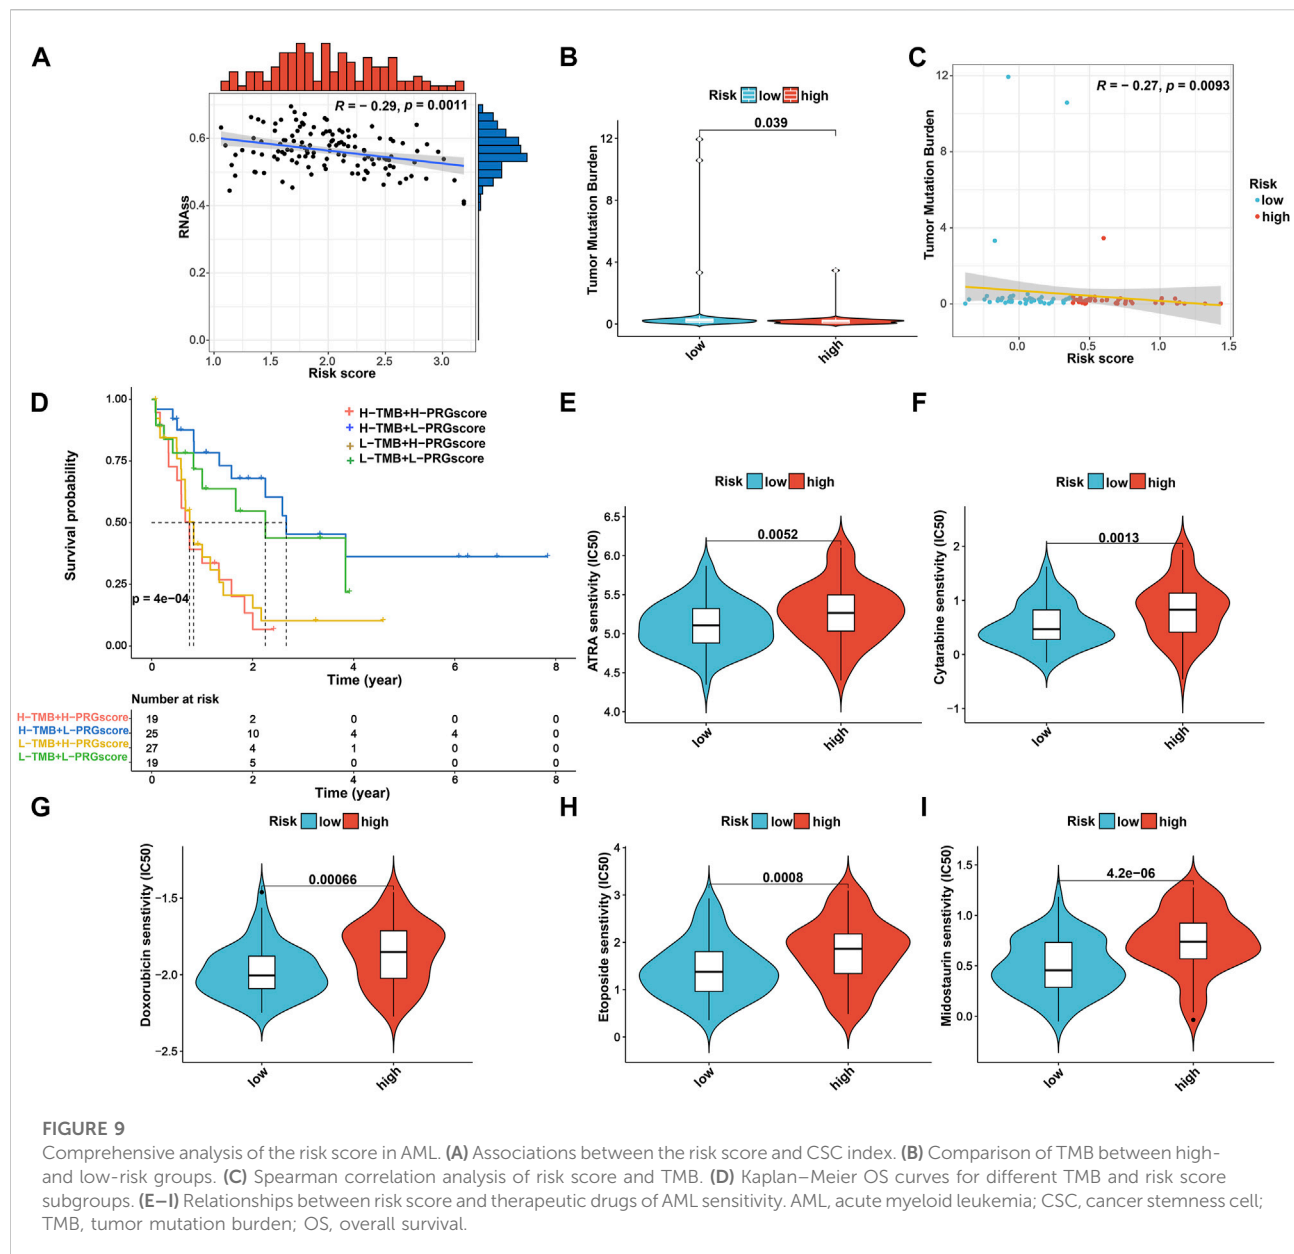 A
R = − 0.29, p = 0.0011
RNAss
0.6
0.4
0.2
0.0
1.0 1.5 2.0 2.5 3.0
Risk score
B
Risk low high
0.039
Tumor Mutation Burden
12
8
4
0
low high
C
R = − 0.27, p = 0.0093
Tumor Mutation Burden
12
8
4
0
0.0 0.5 1.0 1.5
Risk score
Risk
low
high
D
Survival probability
1.00
0.75
0.50
0.25
0.00
H−TMB+H−PRGscore
H−TMB+L−PRGscore
L−TMB+H−PRGscore
L−TMB+L−PRGscore
p = 4e−04
0 2 4 6 8
Time (year)
Number at risk
H−TMB+H−PRGscore 19 2 0 0 0
H−TMB+L−PRGscore 25 10 4 4 0
L−TMB+H−PRGscore 27 4 1 0 0
L−TMB+L−PRGscore 19 5 0 0 0
0 2 4 6 8
Time (year)
E
Risk low high
0.0052
ATRA senstivity (IC50)
6.5
6.0
5.5
5.0
4.5
4.0
low high
F
Risk low high
0.0013
Cytarabine senstivity (IC50)
2
1
0
−1
low high
G
Risk low high
0.00066
Doxorubicin senstivity (IC50)
−1.5
−2.0
−2.5
low high
H
Risk low high
0.0008
Etoposide senstivity (IC50)
4
3
2
1
0
low high
I
Risk low high
4.2e−06
Midostaurin senstivity (IC50)
1.5
1.0
0.5
0.0
low high
FIGURE 9
Comprehensive analysis of the risk score in AML. (A) Associations between the risk score and CSC index. (B) Comparison of TMB between high-
and low-risk groups. (C) Spearman correlation analysis of risk score and TMB. (D) Kaplan–Meier OS curves for different TMB and risk score
subgroups. (E–I) Relationships between risk score and therapeutic drugs of AML sensitivity. AML, acute myeloid leukemia; CSC, cancer stemness cell;
TMB, tumor mutation burden; OS, overall survival.